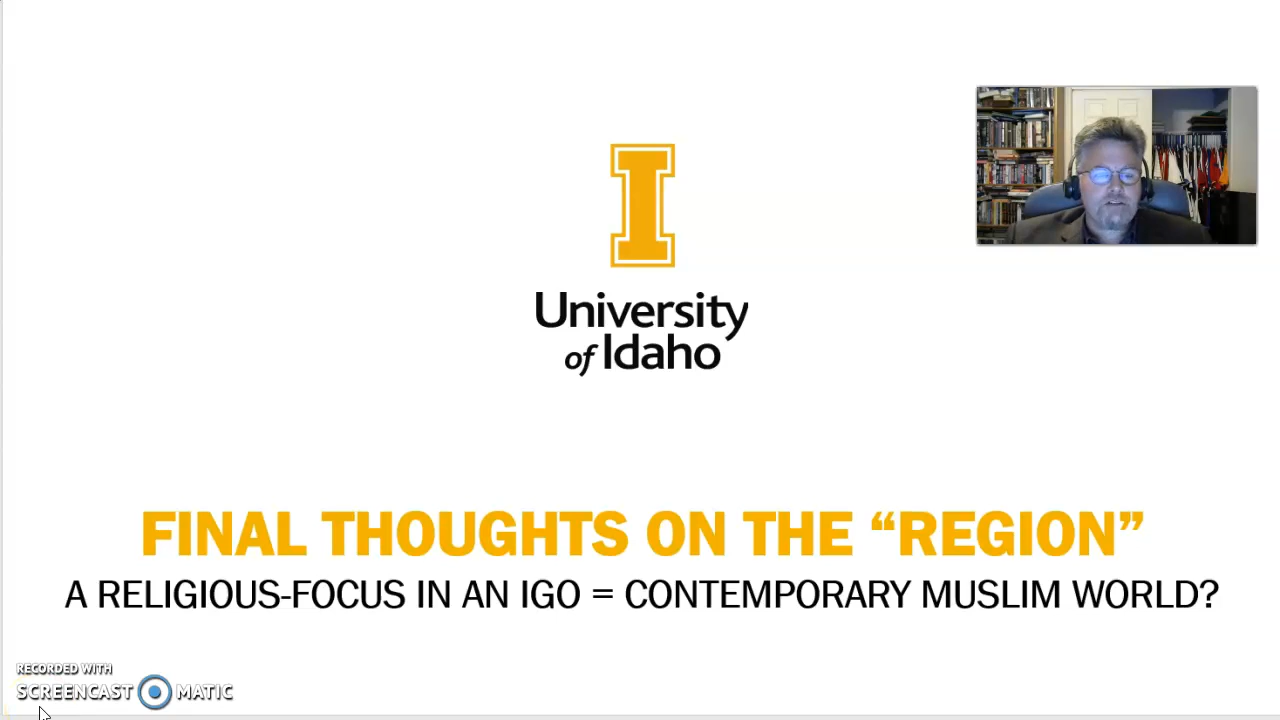 I
University
of Idaho
FINAL THOUGHTS ON THE “REGION”
A RELIGIOUS-FOCUS IN AN IGO = CONTEMPORARY MUSLIM WORLD?
RECORDED WITH
SCREENCAST MATIC